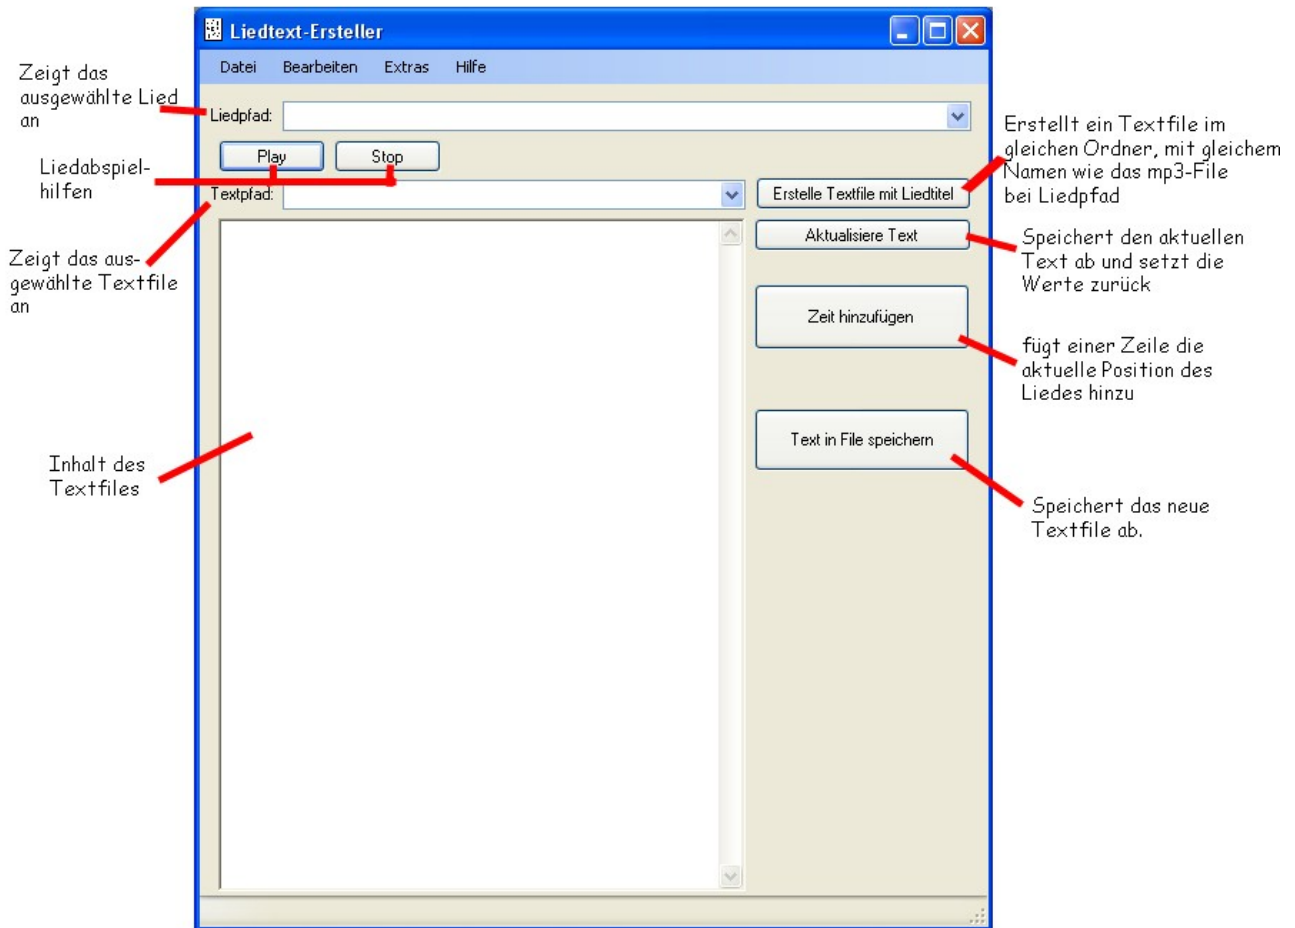 Liedtext-Ersteller
Datei Bearbeiten Extras Hilfe
Zeigt das
ausgewählte Lied
an
Liedpfad:
Play Stop
Liedabspiel-
hilfen
Erstellt ein Textfile im
gleichen Ordner, mit gleichem
Namen wie das mp3-File
bei Liedpfad
Textpfad:
Erstelle Textfile mit Liedtitel
Aktualisiere Text
Speichert den aktuellen
Text ab und setzt die
Werte zurück
Zeigt das aus-
gewählte Textfile
an
Zeit hinzufügen
fügt einer Zeile die
aktuelle Position des
Liedes hinzu
Text in File speichern
Inhalt des
Textfiles
Speichert das neue
Textfile ab.